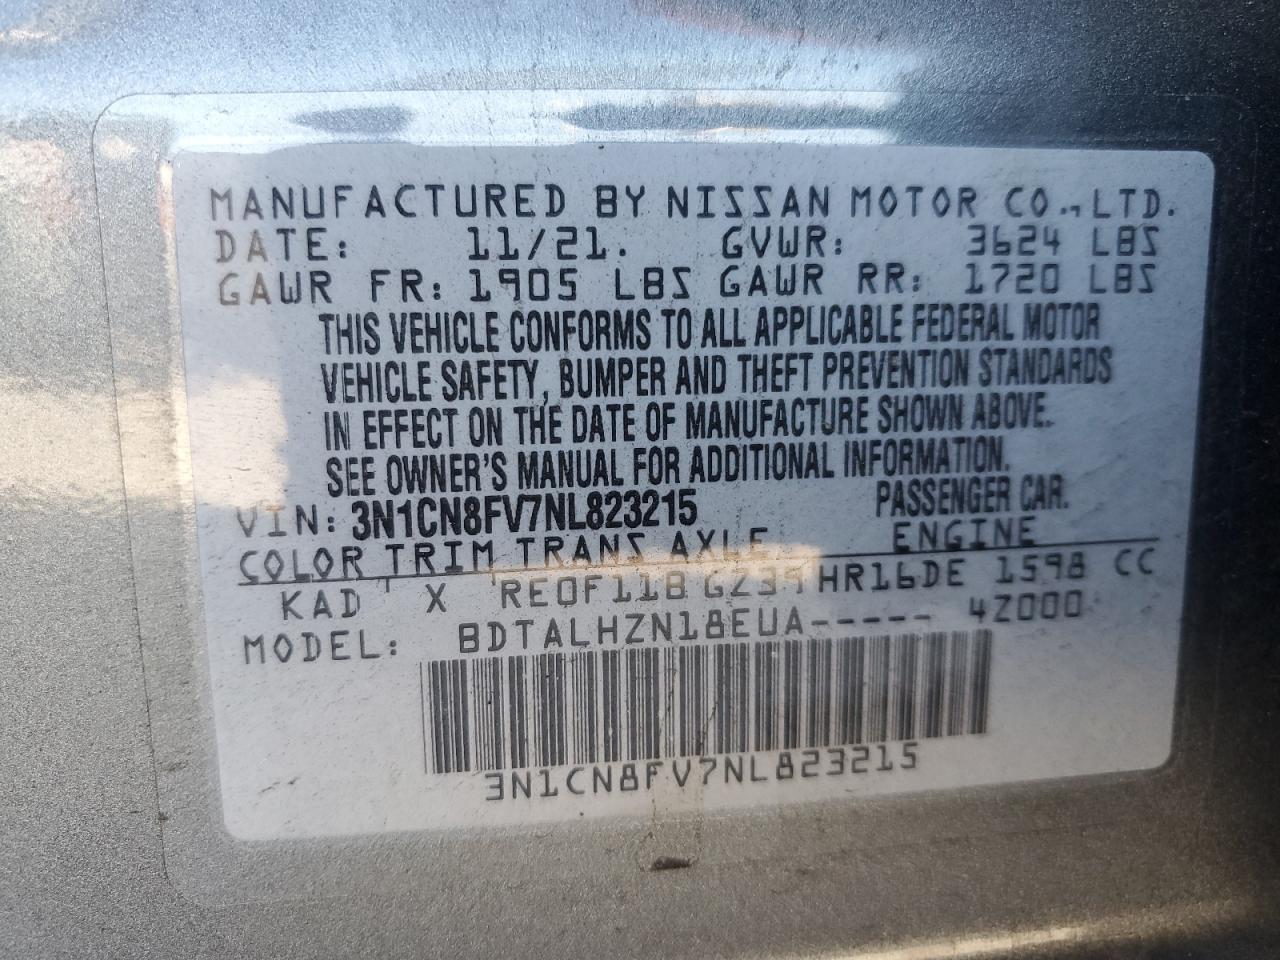 MANUFACTURED BY NISSAN MOTOR CO.,LTD.
DATE: 11/21. GVWR: 3624 LBS
GAWR FR: 1905 LBS GAWR RR: 1720 LBS
THIS VEHICLE CONFORMS TO ALL APPLICABLE FEDERAL MOTOR
VEHICLE SAFETY, BUMPER AND THEFT PREVENTION STANDARDS
IN EFFECT ON THE DATE OF MANUFACTURE SHOWN ABOVE.
SEE OWNER'S MANUAL FOR ADDITIONAL INFORMATION.
VIN: 3N1CN8FV7NL823215 PASSENGER CAR.
COLOR TRIM TRANS AXLE ENGINE
KAD X RE0F11B GZ39 HR16DE 1598 CC
MODEL: BDTALHZN18EUA----- 4Z000
3N1CN8FV7NL823215